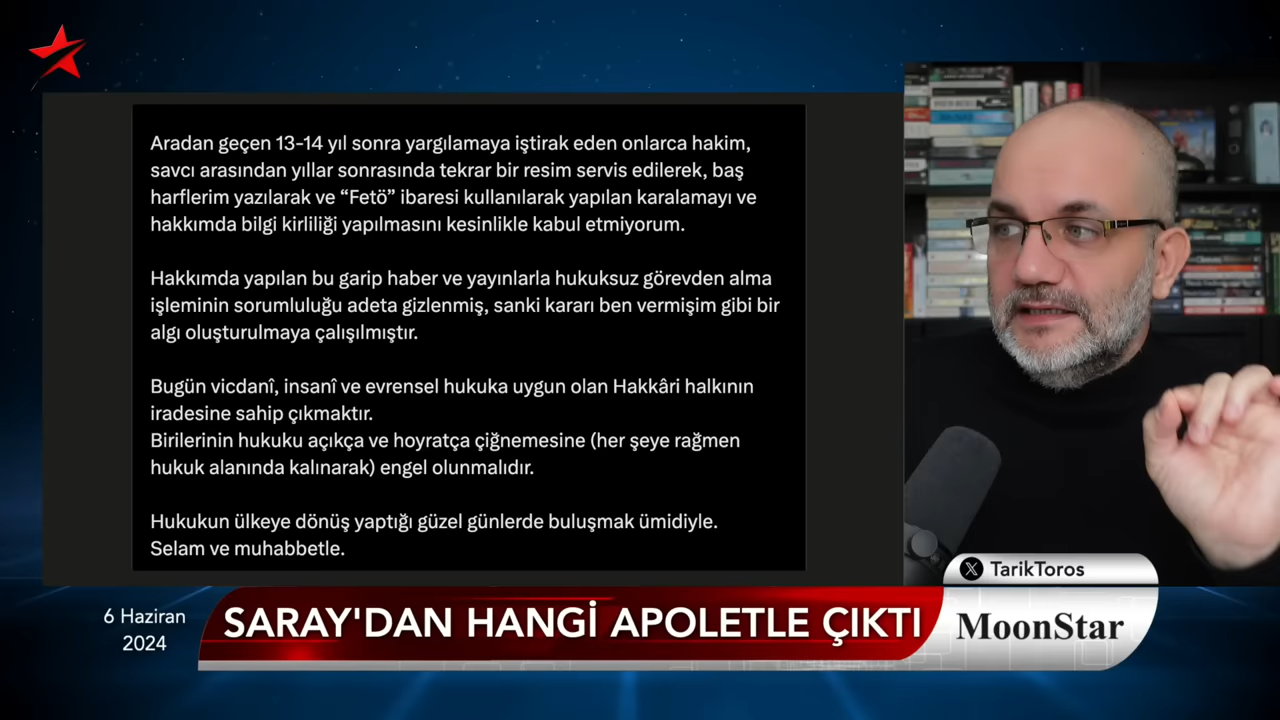 Aradan geçen 13-14 yıl sonra yargılamaya iştirak eden onlarca hakim,
savcı arasından yıllar sonrasında tekrar bir resim servis edilerek, baş
harflerim yazılarak ve “Fetö” ibaresi kullanılarak yapılan karalamayı ve
hakkımda bilgi kirliliği yapılmasını kesinlikle kabul etmiyorum.
Hakkımda yapılan bu garip haber ve yayınlarla hukuksuz görevden alma
işleminin sorumluluğu adeta gizlenmiş, sanki kararı ben vermişim gibi bir
algı oluşturulmaya çalışılmıştır.
Bugün vicdanî, insanî ve evrensel hukuka uygun olan Hakkâri halkının
iradesine sahip çıkmaktır.
Birilerinin hukuku açıkça ve hoyratça çiğnemesine (her şeye rağmen
hukuk alanında kalınarak) engel olunmalıdır.
Hukukun ülkeye dönüş yaptığı güzel günlerde buluşmak ümidiyle.
Selam ve muhabbetle.
X TarikToros
6 Haziran
2024
SARAY'DAN HANGİ APOLETLE ÇIKTI
MoonStar